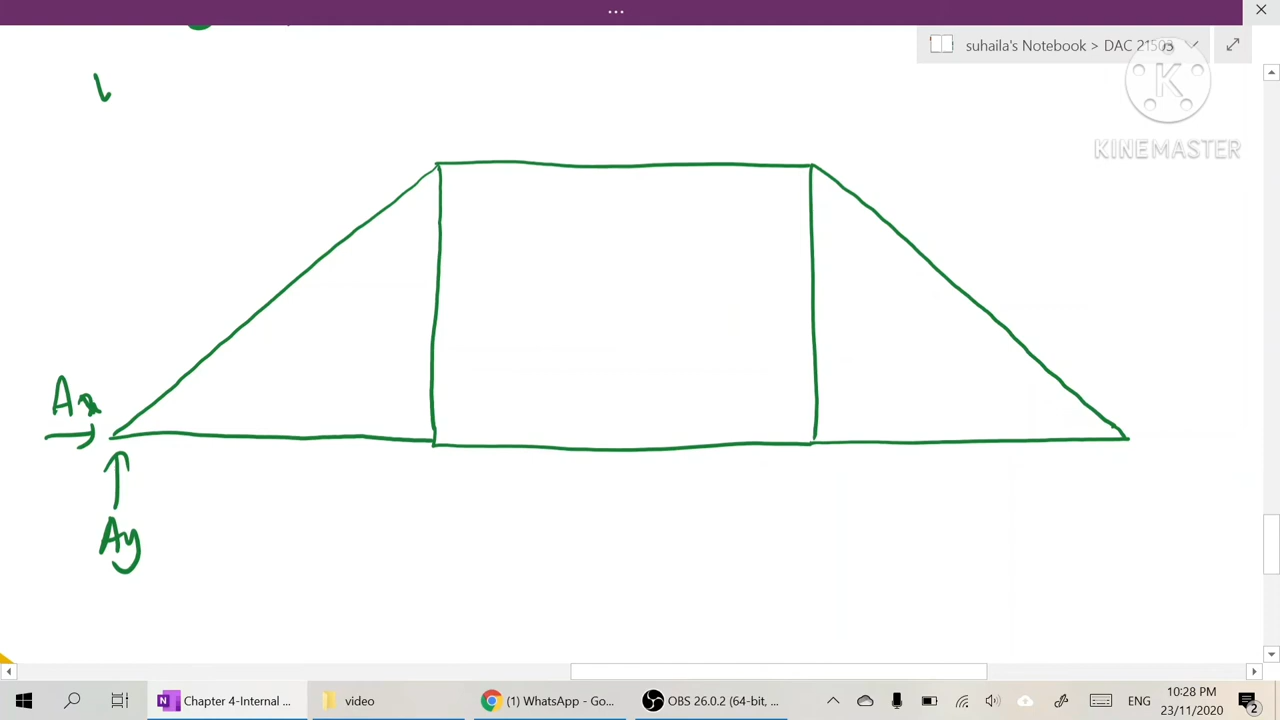 ...
suhaila's Notebook > DAC 21503
K
KINEMASTER
Ax
Ay
Chapter 4-Internal ...
video
(1) WhatsApp - Go...
OBS 26.0.2 (64-bit, ...
ENG
10:28 PM
23/11/2020
2